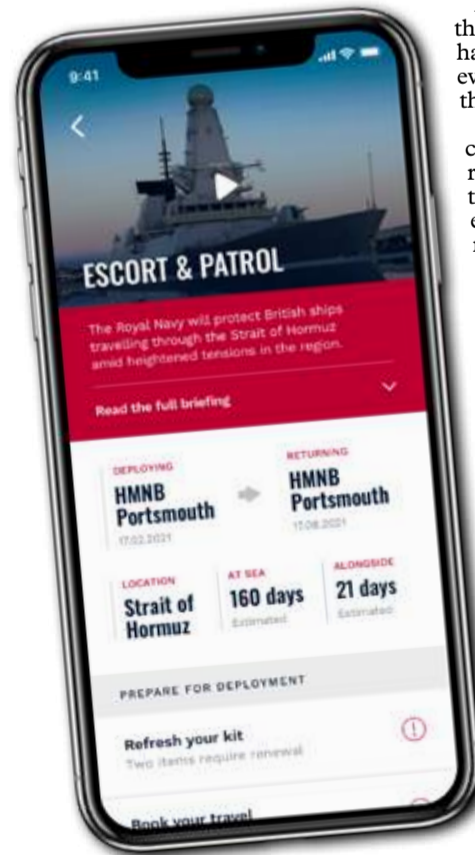 9:41
ESCORT & PATROL
The Royal Navy will protect British ships
travelling through the Strait of Hormuz
amid heightened tensions in the region.
Read the full briefing
DEPLOYING
HMNB
Portsmouth
17.02.2021
RETURNING
HMNB
Portsmouth
17.08.2021
LOCATION
Strait of
Hormuz
AT SEA
160 days
Estimated
ALONGSIDE
21 days
Estimated
PREPARE FOR DEPLOYMENT
Refresh your kit
Two items require renewal
Book your travel